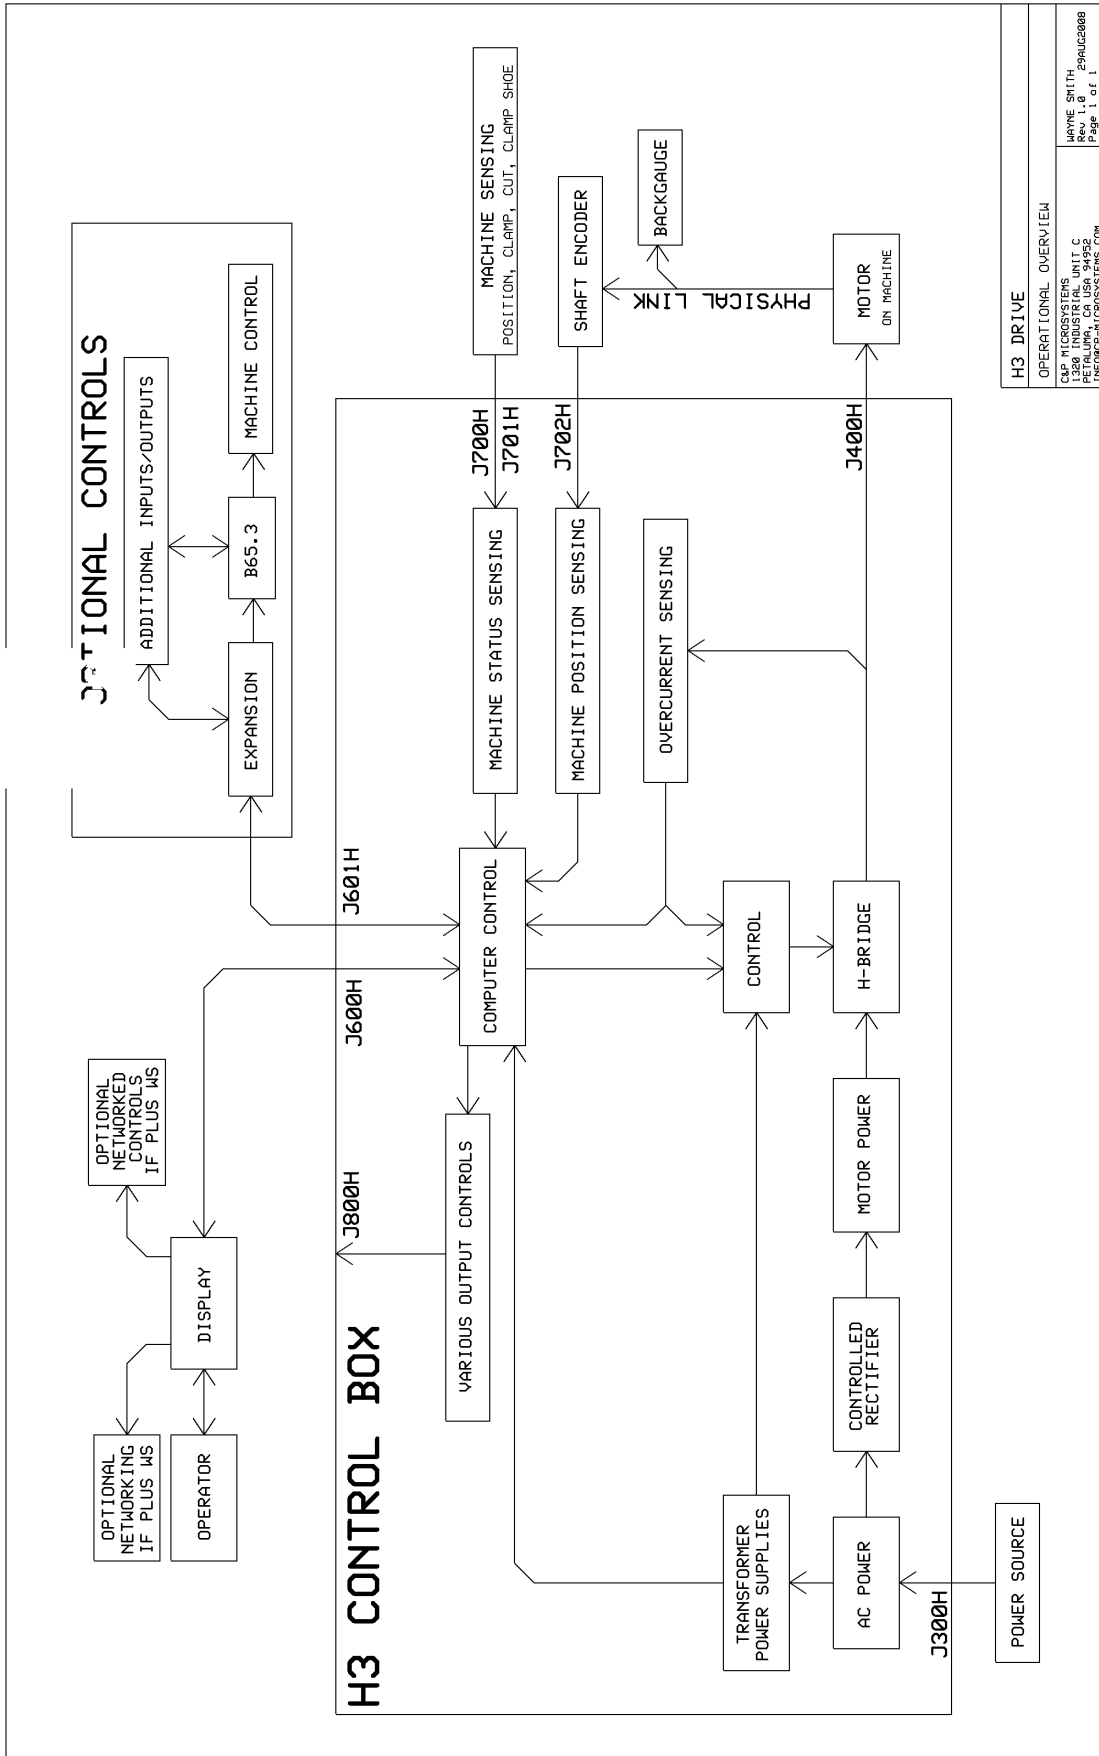 OPTIONAL
NETWORKING
IF PLUS WS
OPERATOR
DISPLAY
OPTIONAL
NETWORKED
CONTROLS
IF PLUS WS
TIONAL CONTROLS
ADDITIONAL INPUTS/OUTPUTS
EXPANSION
B65.3
MACHINE CONTROL
H3 CONTROL BOX
J800H
J600H
J601H
VARIOUS OUTPUT CONTROLS
COMPUTER CONTROL
MACHINE STATUS SENSING
J700H
J701H
MACHINE SENSING
POSITION, CLAMP, CUT, CLAMP SHOE
MACHINE POSITION SENSING
J702H
SHAFT ENCODER
OVERCURRENT SENSING
BACKGAUGE
PHYSICAL LINK
TRANSFORMER
POWER SUPPLIES
CONTROL
AC POWER
CONTROLLED
RECTIFIER
MOTOR POWER
H-BRIDGE
J400H
MOTOR
ON MACHINE
J300H
POWER SOURCE
H3 DRIVE
OPERATIONAL OVERVIEW
C&P MICROSYSTEMS
1320 INDUSTRIAL UNIT C
PETALUMA, CA USA 94952
INFO@CP-MICROSYSTEMS.COM
WAYNE SMITH
Rev 1.0 29AUG2008
Page 1 of 1